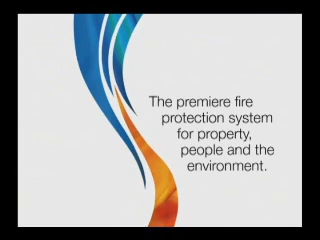 The premiere fire
protection system
for property,
people and the
environment.